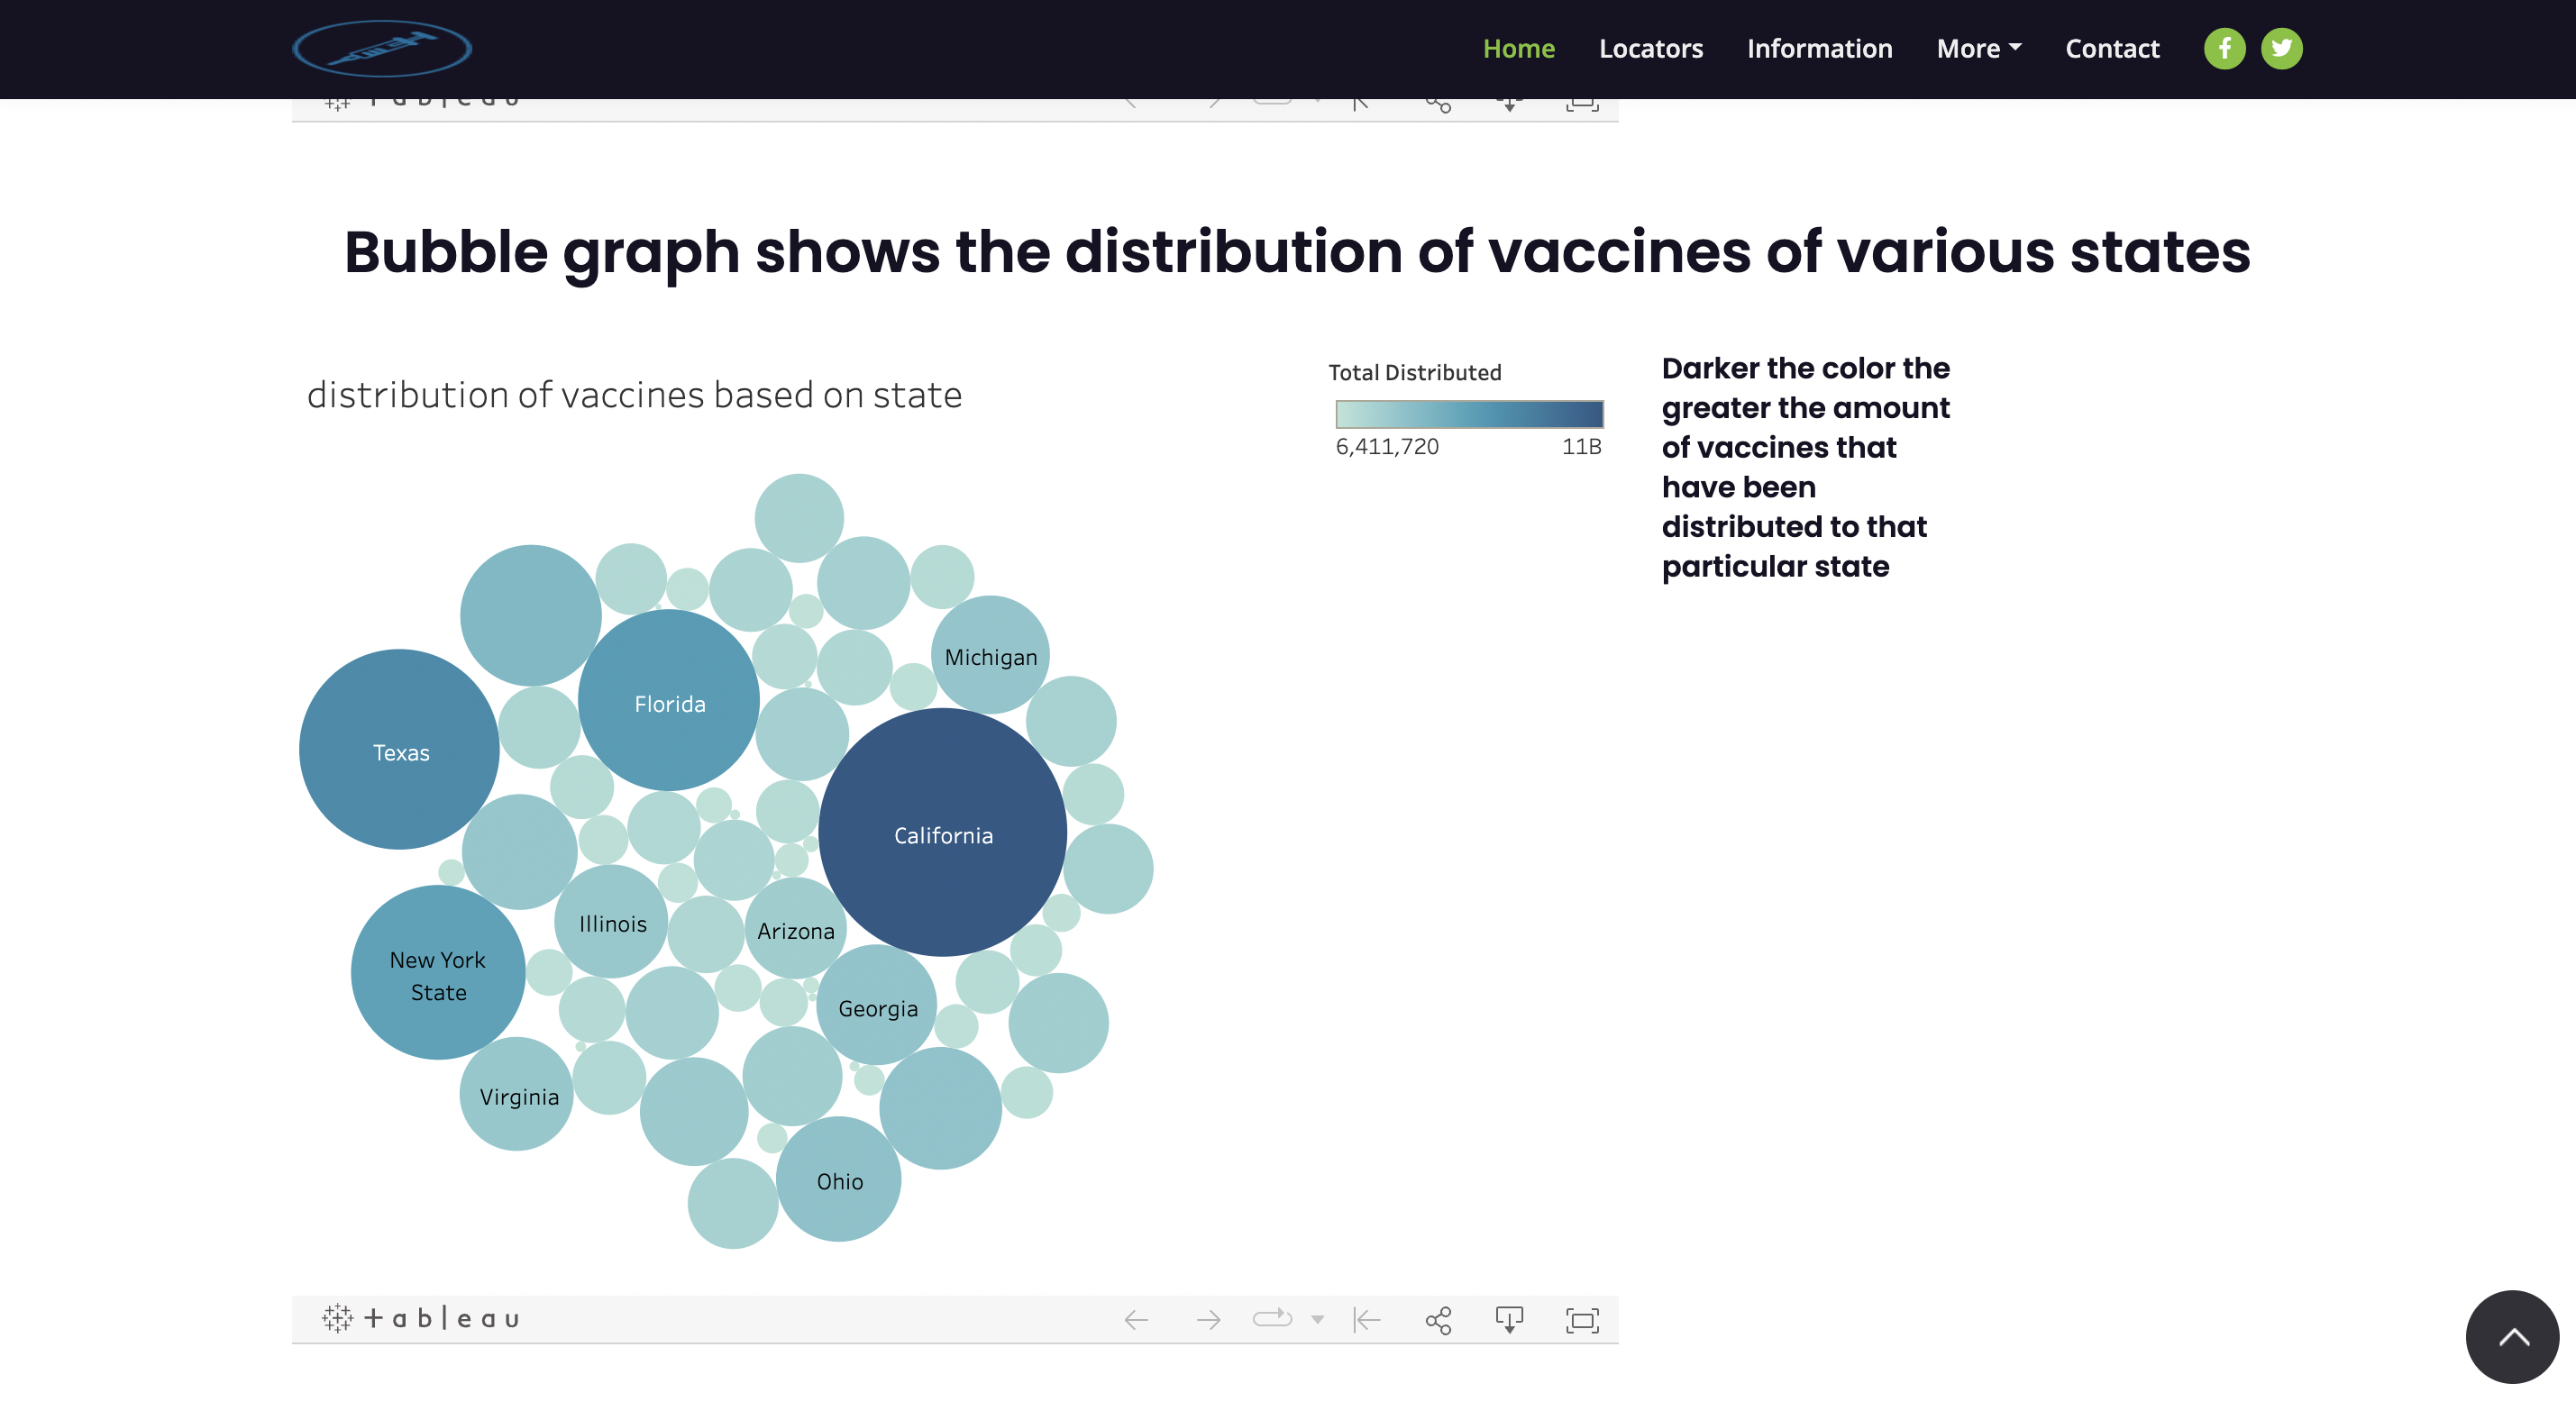 Home Locators Information More Contact
tableau
Bubble graph shows the distribution of vaccines of various states
distribution of vaccines based on state
Total Distributed
6,411,720 11B
Darker the color the
greater the amount
of vaccines that
have been
distributed to that
particular state
Michigan
Florida
Texas
California
Illinois
Arizona
New York
State
Georgia
Virginia
Ohio
tableau